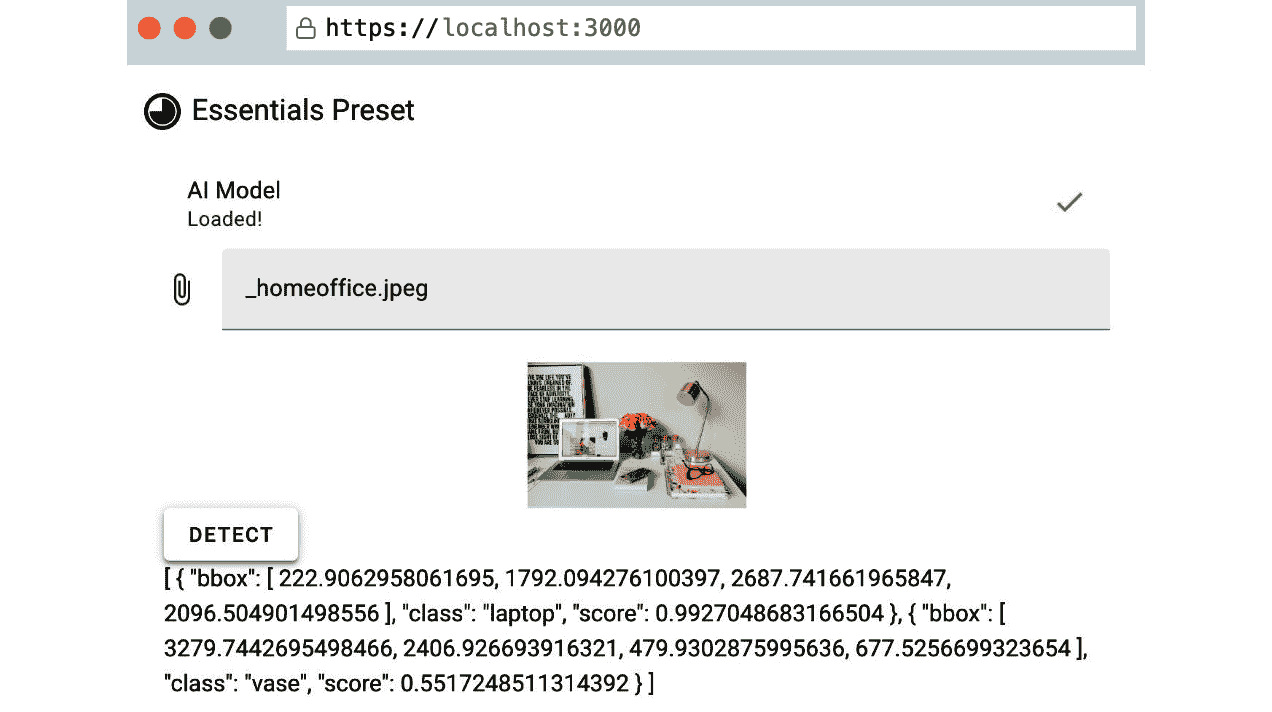 https://localhost:3000
Essentials Preset
AI Model
Loaded!
_homeoffice.jpeg
DETECT
[ { "bbox": [ 222.9062958061695, 1792.094276100397, 2687.741661965847,
2096.504901498556 ], "class": "laptop", "score": 0.9927048683166504 }, { "bbox": [
3279.7442695498466, 2406.926693916321, 479.9302875995636, 677.5256699323654 ],
"class": "vase", "score": 0.5517248511314392 } ]